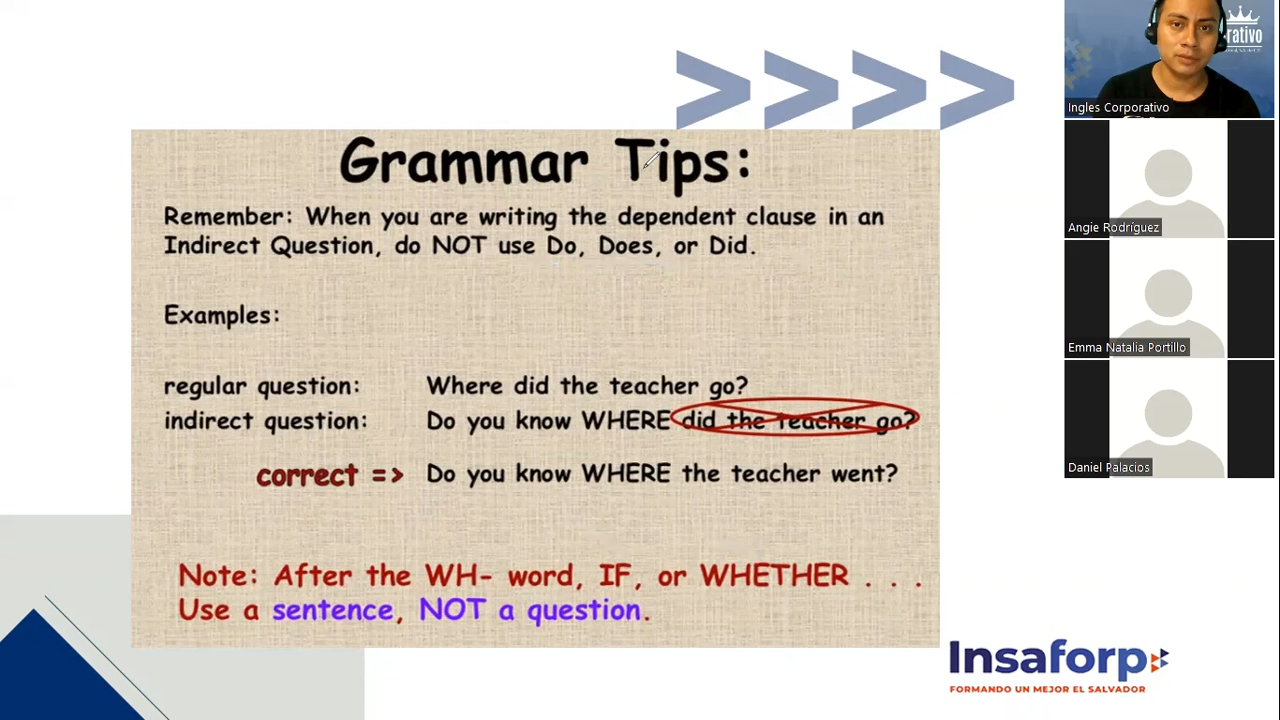 Grammar Tips:
Remember: When you are writing the dependent clause in an
Indirect Question, do NOT use Do, Does, or Did.
Examples:
regular question: Where did the teacher go?
indirect question: Do you know WHERE did the teacher go?
correct => Do you know WHERE the teacher went?
Note: After the WH- word, IF, or WHETHER . . .
Use a sentence, NOT a question.
Insaforp
FORMANDO UN MEJOR EL SALVADOR
rativo
Ingles Corporativo
Angie Rodríguez
Emma Natalia Portillo
Daniel Palacios